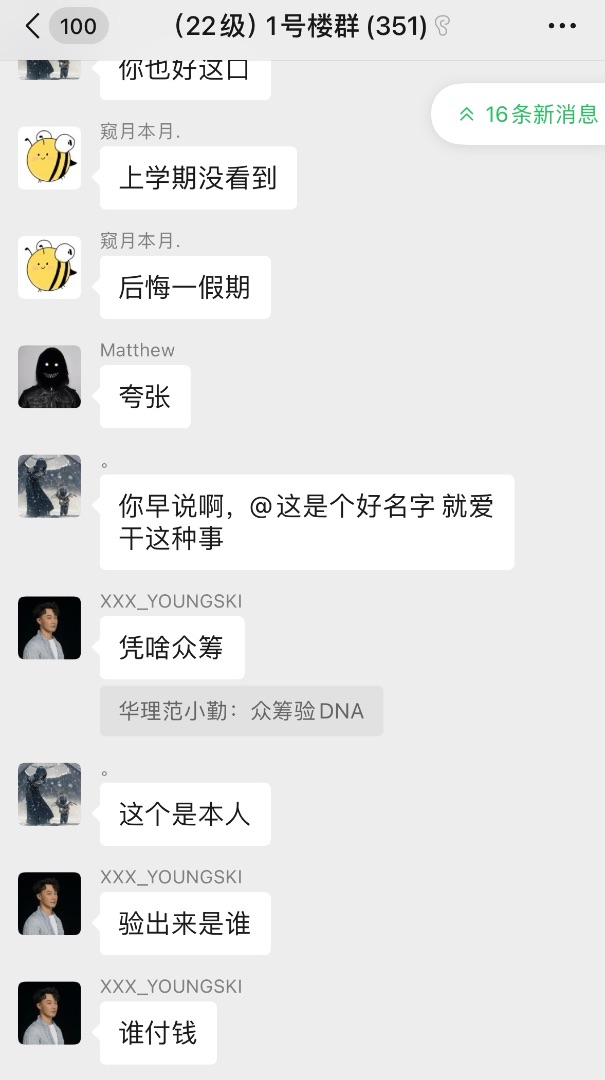 100
（22级）1号楼群 (351)
你也好这口
16条新消息
窥月本月.
上学期没看到
窥月本月.
后悔一假期
Matthew
夸张
。
你早说啊，@这是个好名字 就爱
干这种事
XXX_YOUNGSKI
凭啥众筹
华理范小勤：众筹验DNA
。
这个是本人
XXX_YOUNGSKI
验出来是谁
XXX_YOUNGSKI
谁付钱